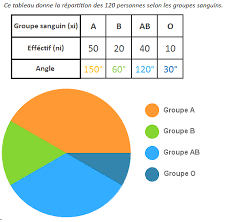 Ce tableau donne la répartition des 120 personnes selon les groupes sanguins.
Groupe sanguin (xi) A B AB O
Efféctif (ni) 50 20 40 10
Angle 150° 60° 120° 30°
Groupe A
Groupe B
Groupe AB
Groupe O